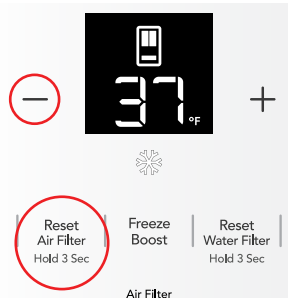 37 °F
Reset Freeze Reset
Air Filter Boost Water Filter
Hold 3 Sec Hold 3 Sec
Air Filter